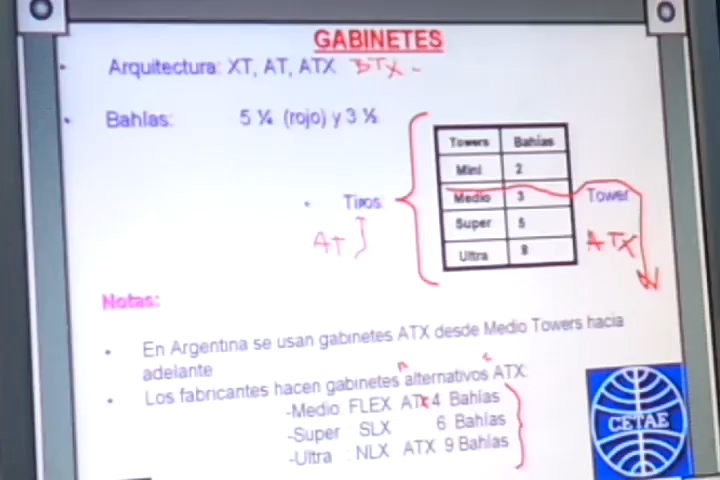 GABINETES
Arquitectura: XT, AT, ATX BTX -
Bahías: 5 ¼ (rojo) y 3 ½
Towers Bahías
Mini 2
Medio 3
Super 5
Ultra 8
Tipos:
Tower
AT
ATX
Notas:
En Argentina se usan gabinetes ATX desde Medio Towers hacia
adelante
Los fabricantes hacen gabinetes alternativos ATX:
-Medio: FLEX ATX 4 Bahías
-Super SLX 6 Bahías
-Ultra : NLX ATX 9 Bahías
CETAE